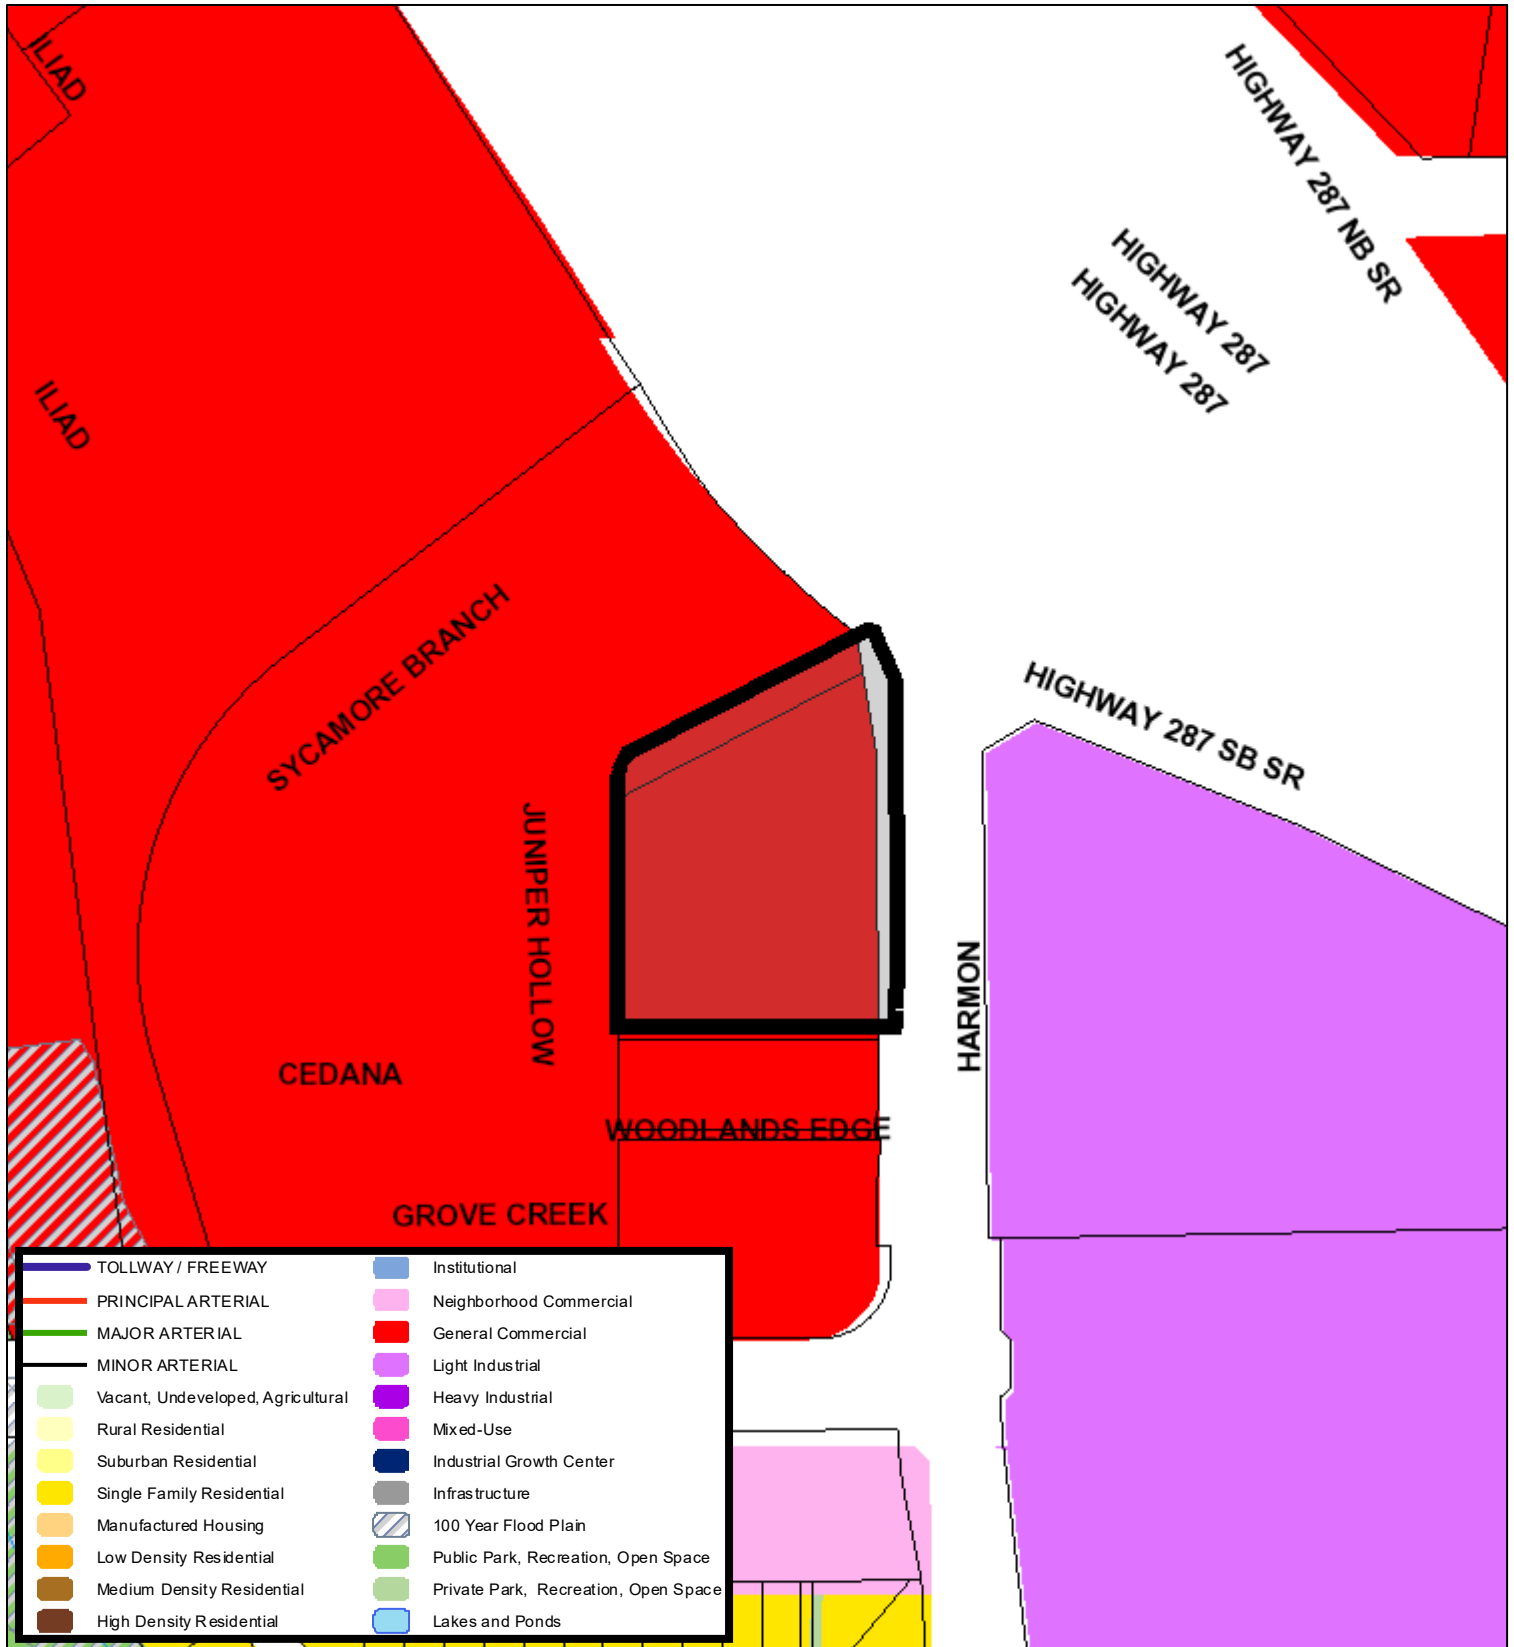 ILIAD
HIGHWAY 287 NB SR
HIGHWAY 287
HIGHWAY 287
ILIAD
SYCAMORE BRANCH
HIGHWAY 287 SB SR
JUNIPER HOLLOW
HARMON
CEDANA
WOODLANDS EDGE
GROVE CREEK
TOLLWAY / FREEWAY
PRINCIPAL ARTERIAL
MAJOR ARTERIAL
MINOR ARTERIAL
Vacant, Undeveloped, Agricultural
Rural Residential
Suburban Residential
Single Family Residential
Manufactured Housing
Low Density Residential
Medium Density Residential
High Density Residential
Institutional
Neighborhood Commercial
General Commercial
Light Industrial
Heavy Industrial
Mixed-Use
Industrial Growth Center
Infrastructure
100 Year Flood Plain
Public Park, Recreation, Open Space
Private Park, Recreation, Open Space
Lakes and Ponds